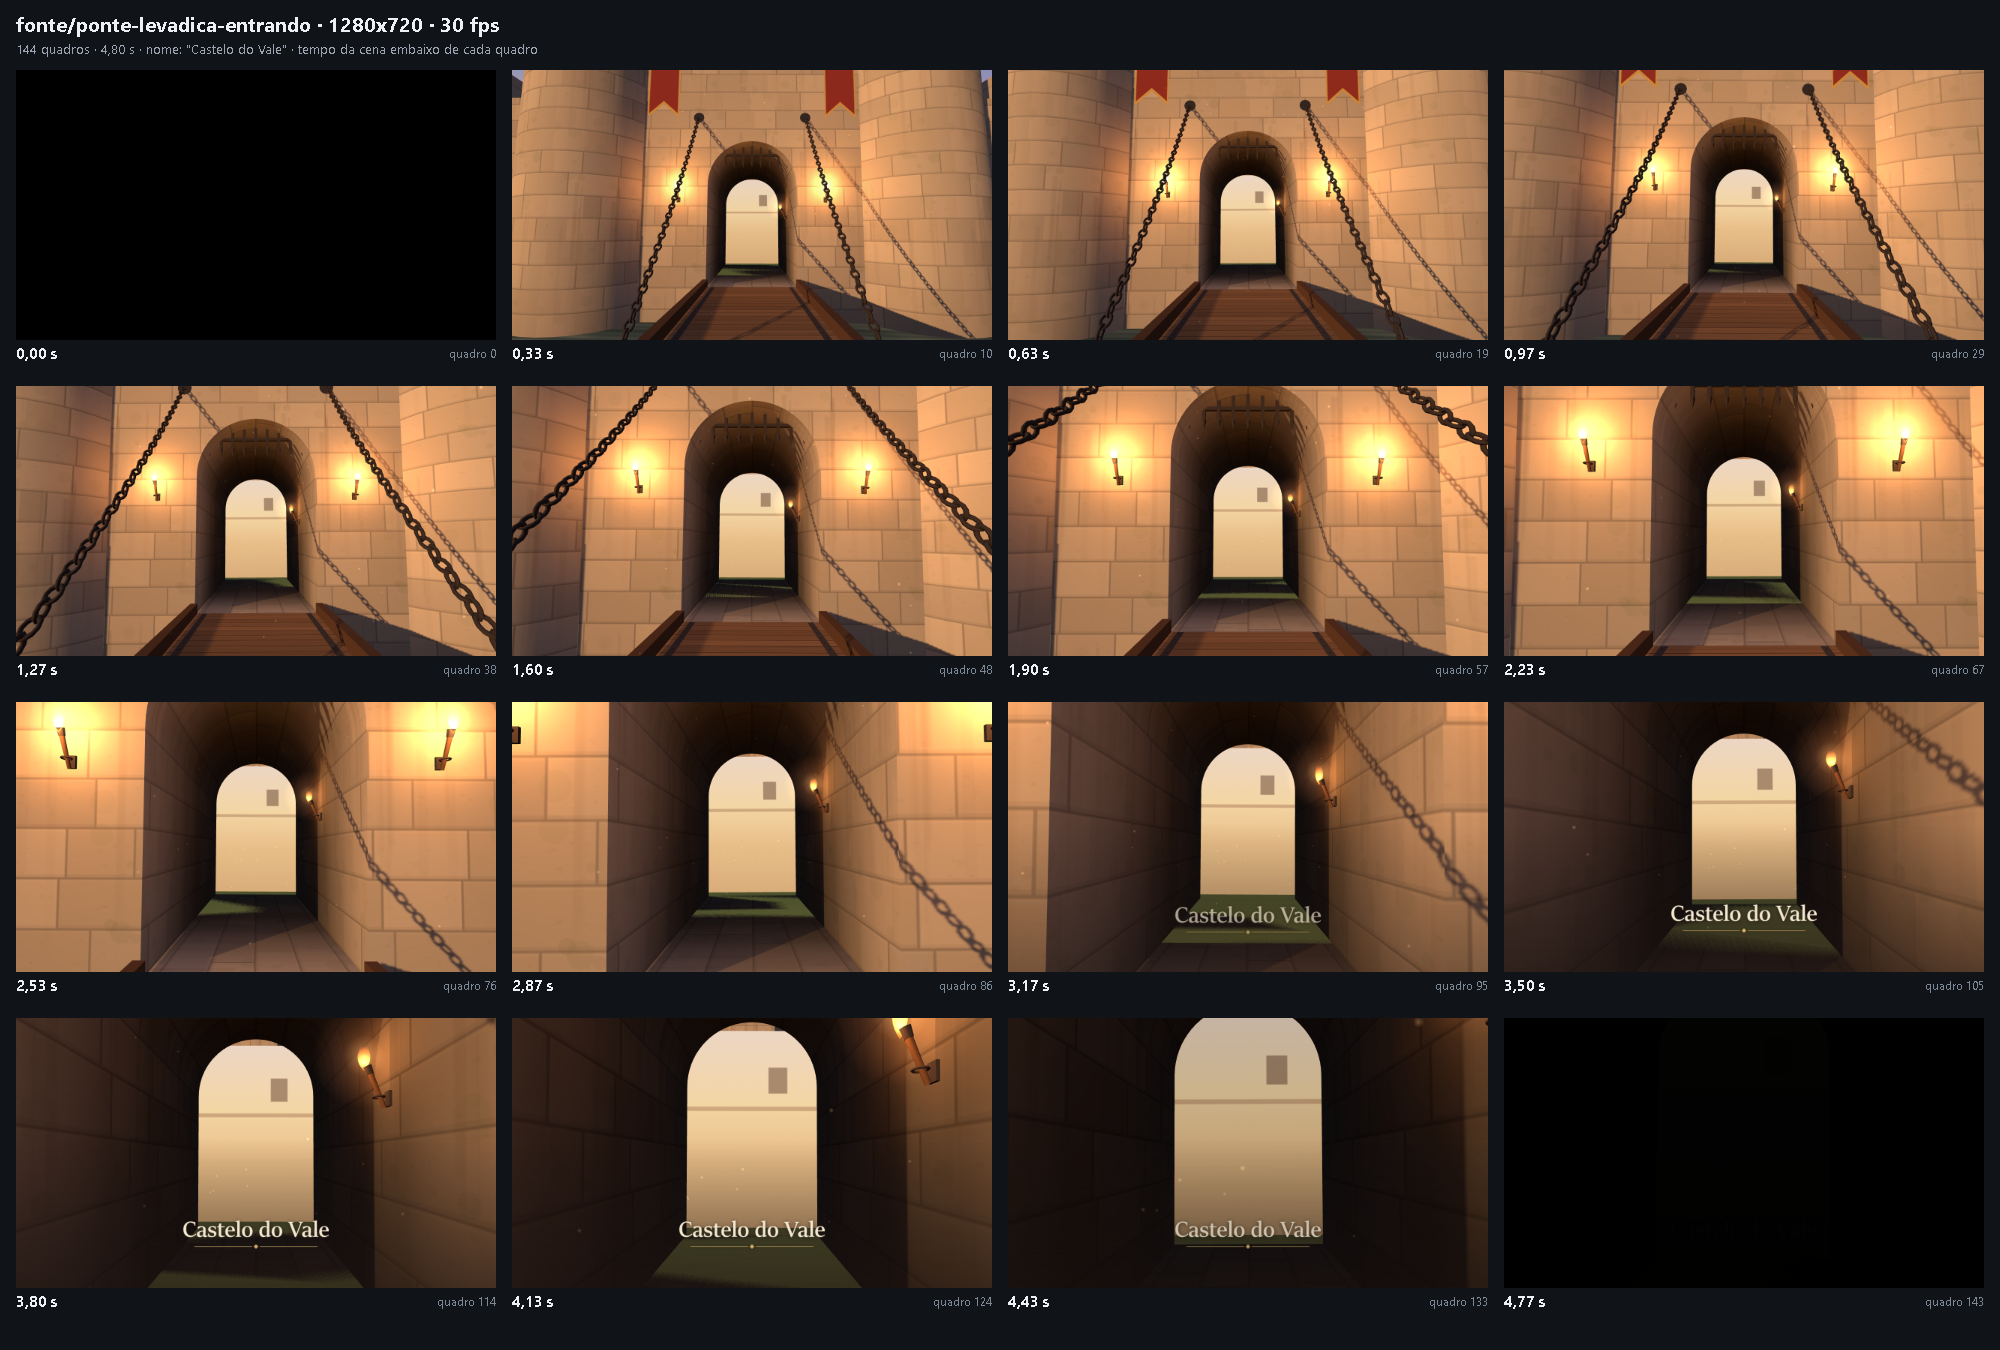 fonte/ponte-levadica-entrando · 1280x720 · 30 fps
144 quadros · 4,80 s · nome: "Castelo do Vale" · tempo da cena embaixo de cada quadro
0,00 s quadro 0
0,33 s quadro 10
0,63 s quadro 19
0,97 s quadro 29
1,27 s quadro 38
1,60 s quadro 48
1,90 s quadro 57
2,23 s quadro 67
Castelo do Vale
Castelo do Vale
2,53 s quadro 76
2,87 s quadro 86
3,17 s quadro 95
3,50 s quadro 105
Castelo do Vale
Castelo do Vale
Castelo do Vale
3,80 s quadro 114
4,13 s quadro 124
4,43 s quadro 133
4,77 s quadro 143